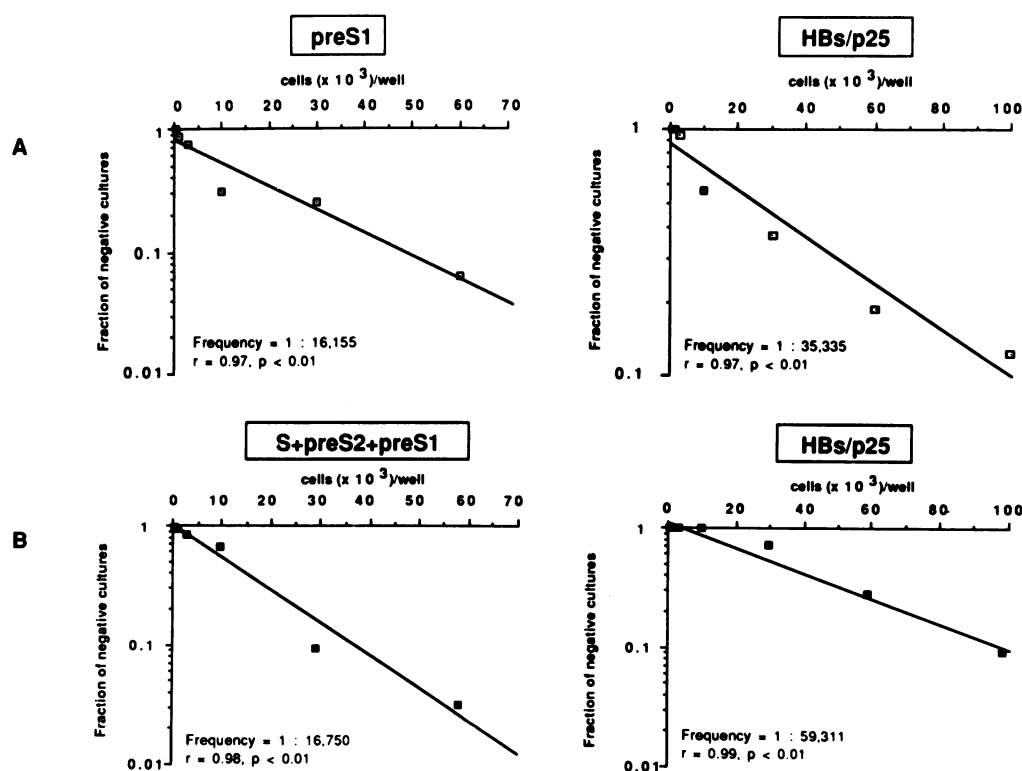 preS1
cells (x 10 3)/well
0 10 20 30 40 50 60 70
A
Fraction of negative cultures
1
0.1
0.01
Frequency = 1 : 16,155
r = 0.97, p < 0.01
HBs/p25
cells (x 10 3)/well
0 20 40 60 80 100
Fraction of negative cultures
1
0.1
Frequency = 1 : 35,335
r = 0.97, p < 0.01
S+preS2+preS1
cells (x 10 3)/well
0 10 20 30 40 50 60 70
B
Fraction of negative cultures
1
0.1
0.01
Frequency = 1 : 16,750
r = 0.98, p < 0.01
HBs/p25
cells (x 10 3)/well
0 20 40 60 80 100
Fraction of negative cultures
1
0.1
0.01
Frequency = 1 : 59,311
r = 0.99, p < 0.01